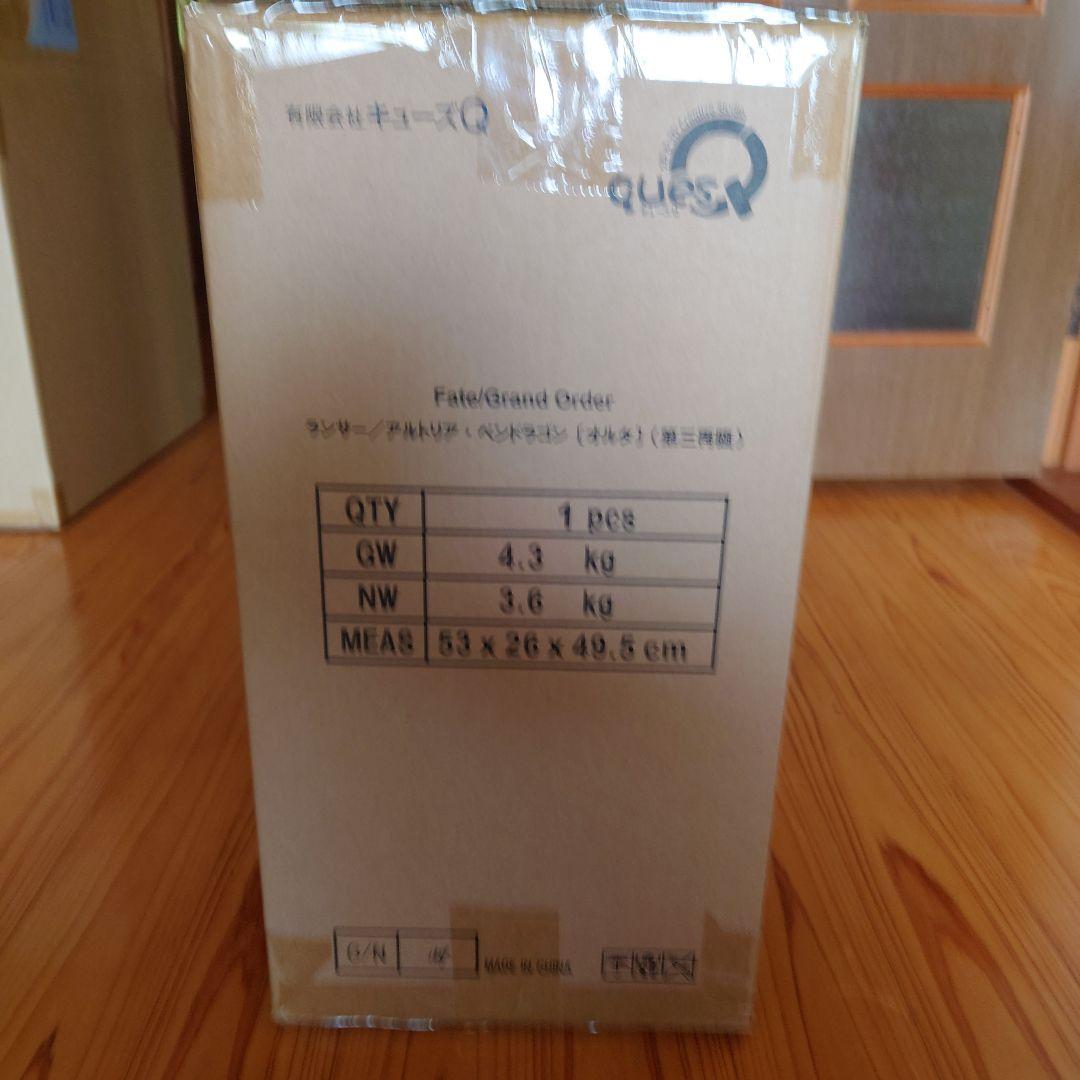 有限会社キューズQ
quesQ
Fate/Grand Order
ランサー／アルトリア・ペンドラゴン〔オルタ〕（第三再臨）
QTY 1 pcs
GW 4.3 kg
NW 3.6 kg
MEAS 53 x 26 x 49.5 cm
C/N
MADE IN CHINA